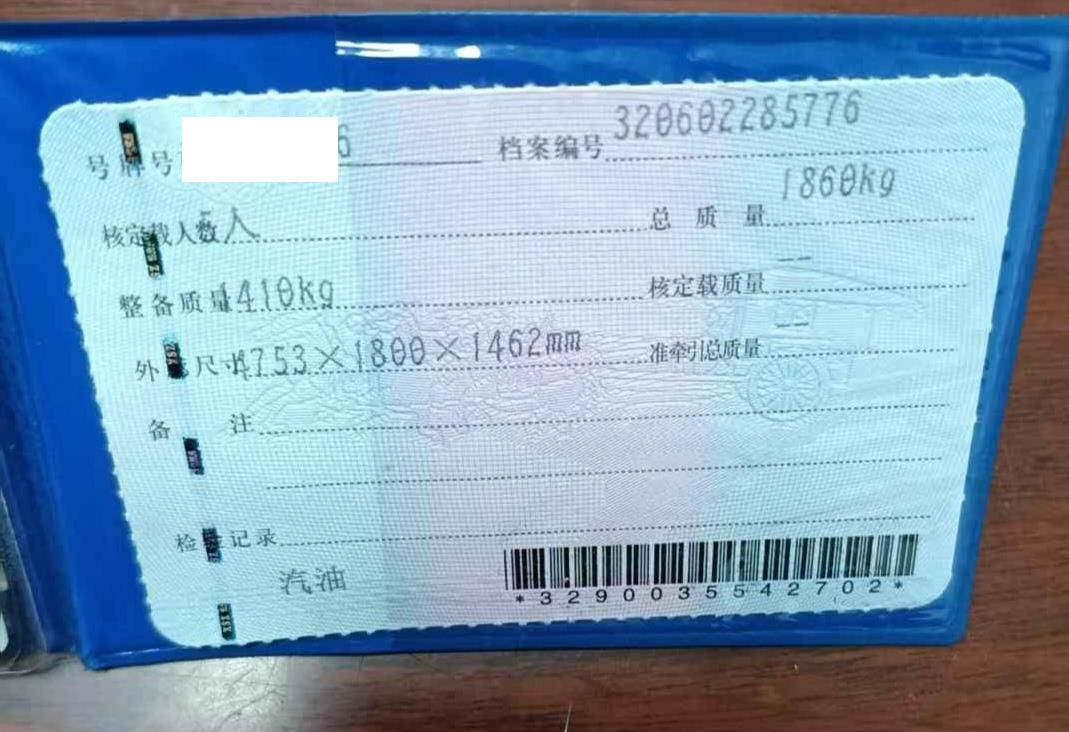 号牌号 6 档案编号 320602285776
核定载人数 5人 总质量 1860kg
整备质量 1410kg 核定载质量 --
外 尺寸 4753×1800×1462mm 准牵引总质量 --
备注
检 记录
汽油
*3290035542702*